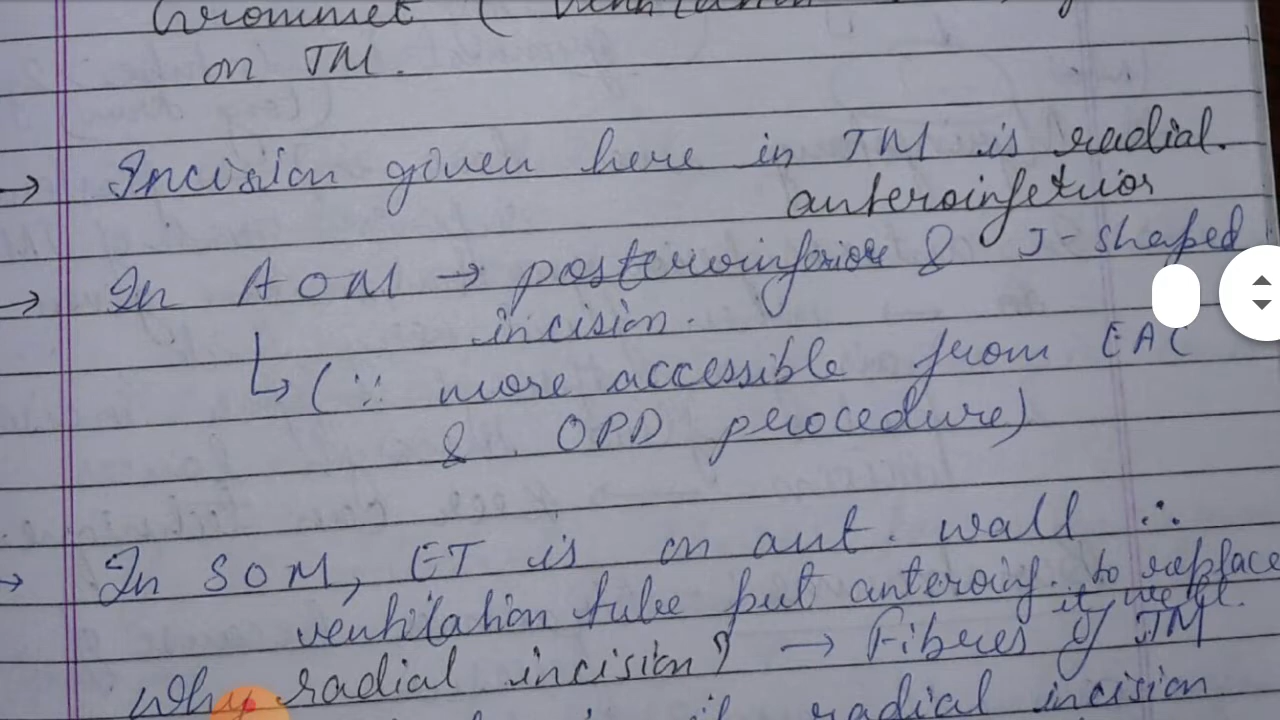 Grommet (
on TM.
→ Incision given here in TM is radial.
anteroinferior
→ In AOM → posteroinferior & J-shaped
incision.
↳ (∵ more accessible from EAC
& OPD procedure)
→ In SOM, ET is on ant. wall ∴
ventilation tube put anteroinf. to replace
it
Why radial incision? → Fibres of TM
radial incision